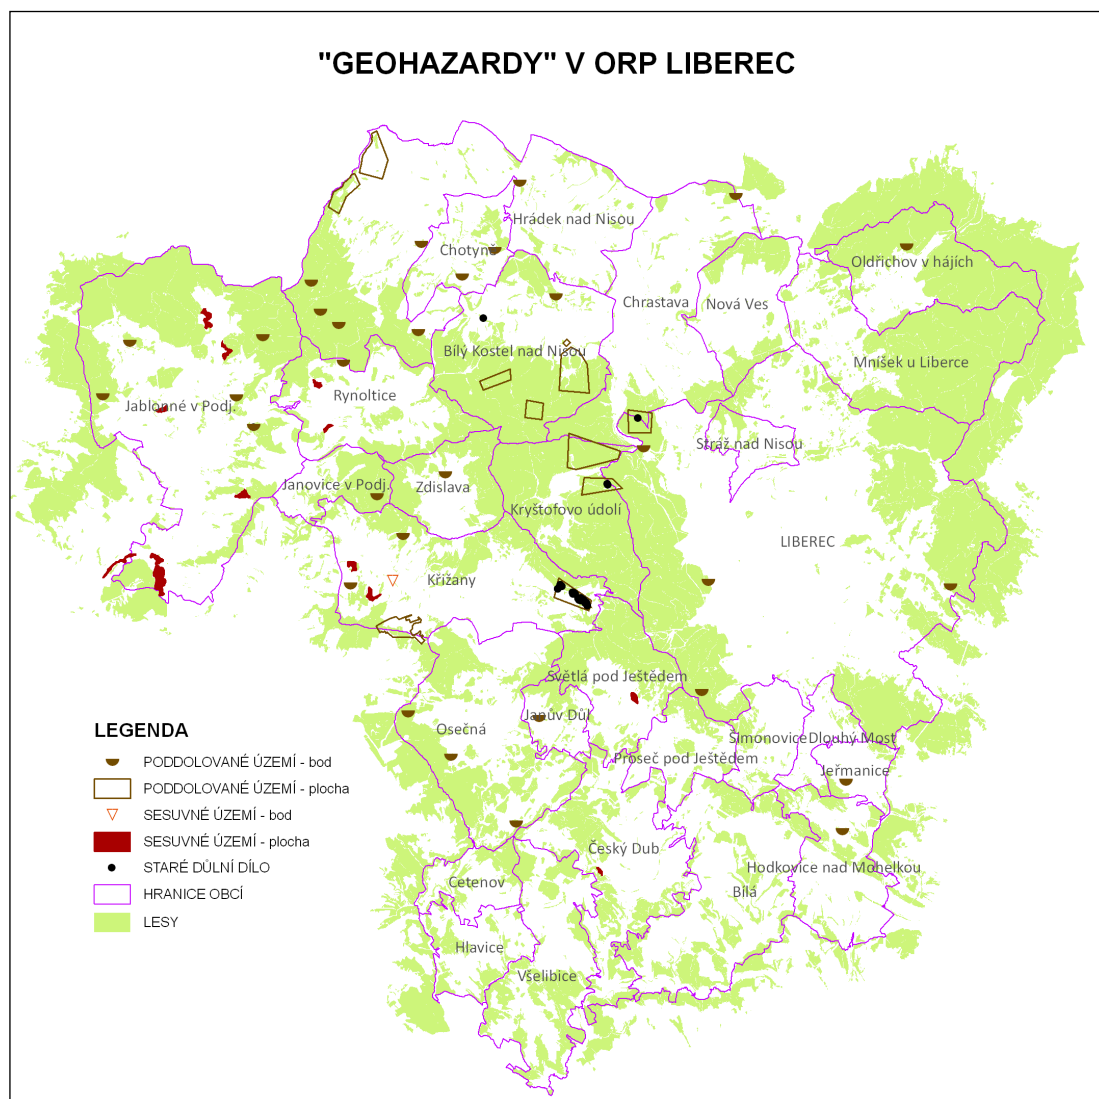 "GEOHAZARDY" V ORP LIBEREC
Hrádek nad Nisou
Chotyně
Oldřichov v hájích
Chrastava
Nová Ves
Bílý Kostel nad Nisou
Mníšek u Liberce
Rynoltice
Jablonné v Podj.
Stráž nad Nisou
Janovice v Podj.
Zdislava
Kryštofovo údolí
LIBEREC
Křižany
Světlá pod Ještědem
Janův Důl
Osečná
Šimonovice
Dlouhý Most
Proseč pod Ještědem
Jeřmanice
Český Dub
Hodkovice nad Mohelkou
Cetenov
Bílá
Hlavice
Všelibice
LEGENDA
PODDOLOVANÉ ÚZEMÍ - bod
PODDOLOVANÉ ÚZEMÍ - plocha
SESUVNÉ ÚZEMÍ - bod
SESUVNÉ ÚZEMÍ - plocha
STARÉ DŮLNÍ DÍLO
HRANICE OBCÍ
LESY